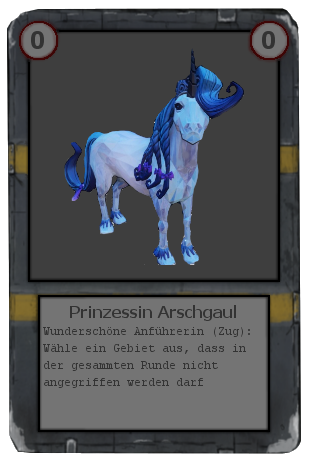 0 0
Prinzessin Arschgaul
Wunderschöne Anführerin (Zug):
Wähle ein Gebiet aus, dass in
der gesammten Runde nicht
angegriffen werden darf